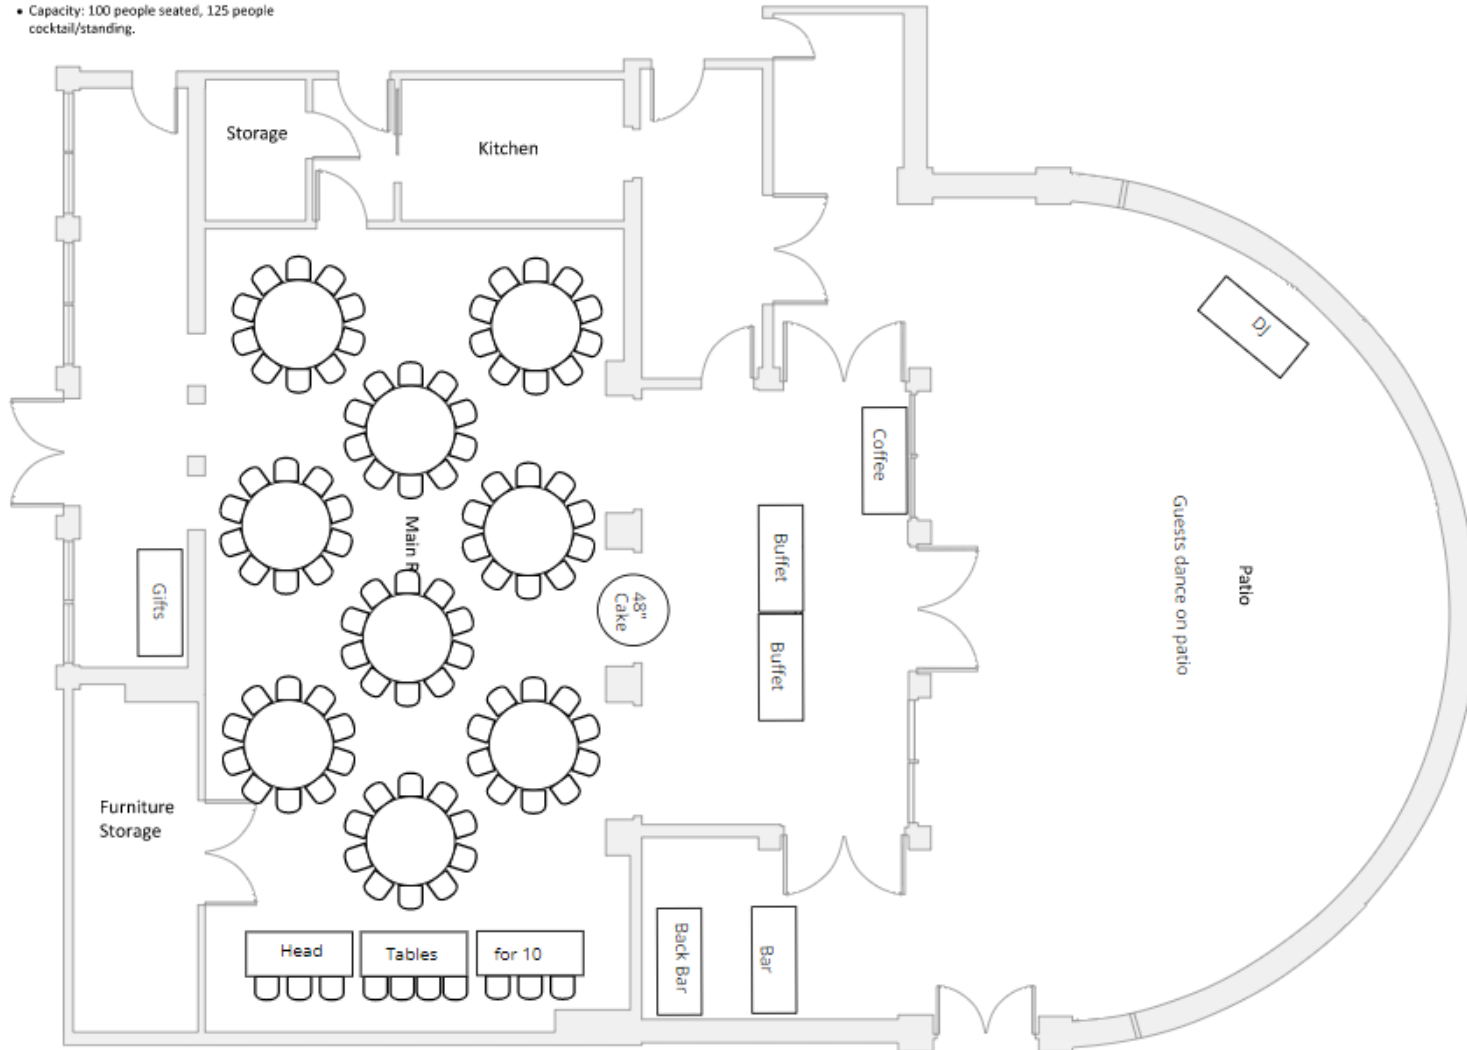 • Capacity: 100 people seated, 125 people
cocktail/standing.
Storage
Kitchen
DJ
Coffee
Main R
Buffet
Guests dance on patio
Patio
Gifts
48"
Cake
Buffet
Furniture
Storage
Head
Tables
for 10
Back Bar
Bar